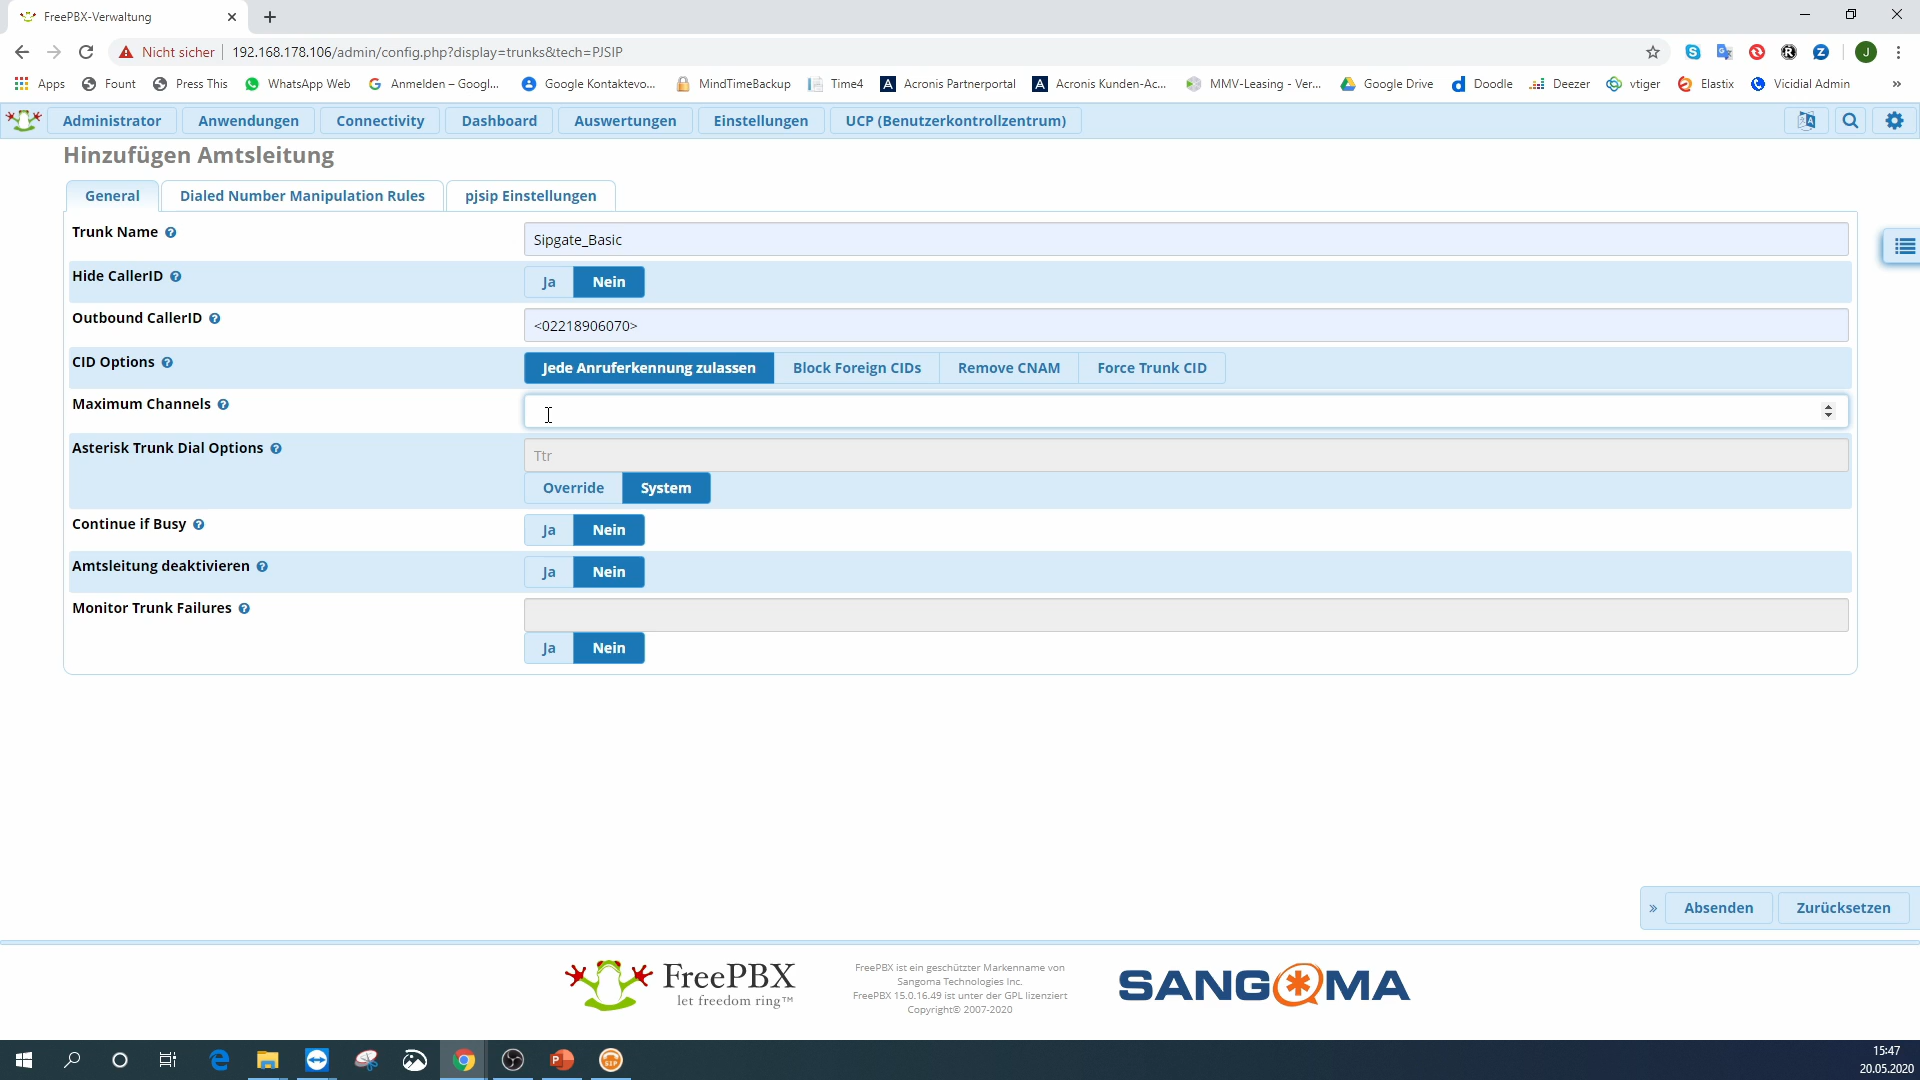 FreePBX-Verwaltung
Nicht sicher
192.168.178.106/admin/config.php?display=trunks&tech=PJSIP
J
Apps
Fount
Press This
WhatsApp Web
Anmelden – Googl...
Google Kontaktevo...
MindTimeBackup
Time4
Acronis Partnerportal
Acronis Kunden-Ac...
MMV-Leasing - Ver...
Google Drive
Doodle
Deezer
vtiger
Elastix
Vicidial Admin
»
Administrator
Anwendungen
Connectivity
Dashboard
Auswertungen
Einstellungen
UCP (Benutzerkontrollzentrum)
Hinzufügen Amtsleitung
General
Dialed Number Manipulation Rules
pjsip Einstellungen
Trunk Name
Sipgate_Basic
Hide CallerID
Ja
Nein
Outbound CallerID
<02218906070>
CID Options
Jede Anruferkennung zulassen
Block Foreign CIDs
Remove CNAM
Force Trunk CID
Maximum Channels
Asterisk Trunk Dial Options
Ttr
Override
System
Continue if Busy
Ja
Nein
Amtsleitung deaktivieren
Ja
Nein
Monitor Trunk Failures
Ja
Nein
»
Absenden
Zurücksetzen
FreePBX
let freedom ring™
FreePBX ist ein geschützter Markenname von
Sangoma Technologies Inc.
FreePBX 15.0.16.49 ist unter der GPL lizenziert
Copyright© 2007-2020
SANGOMA
15:47
20.05.2020